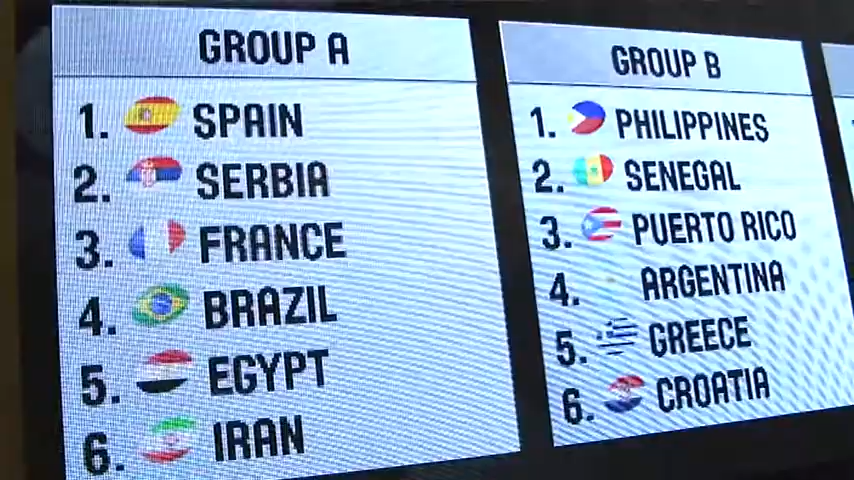 GROUP A
1. SPAIN
2. SERBIA
3. FRANCE
4. BRAZIL
5. EGYPT
6. IRAN
GROUP B
1. PHILIPPINES
2. SENEGAL
3. PUERTO RICO
4. ARGENTINA
5. GREECE
6. CROATIA